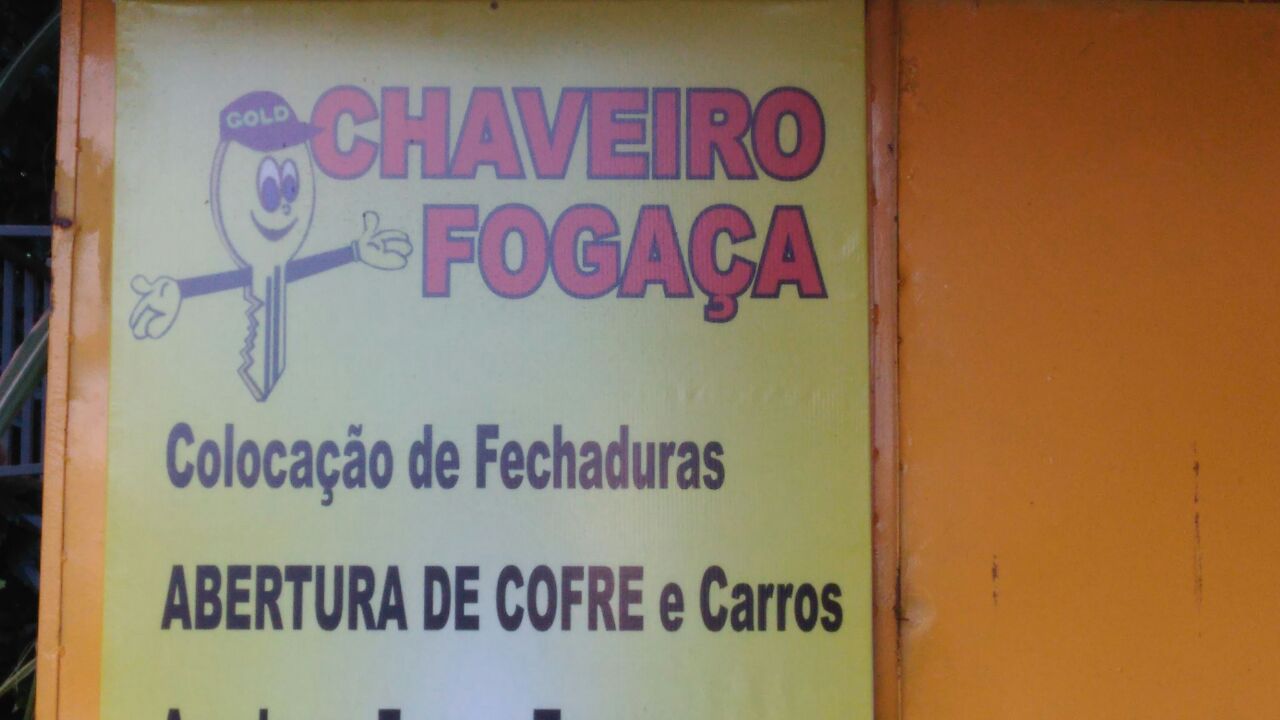 GOLD
CHAVEIRO
FOGAÇA
Colocação de Fechaduras
ABERTURA DE COFRE e Carros